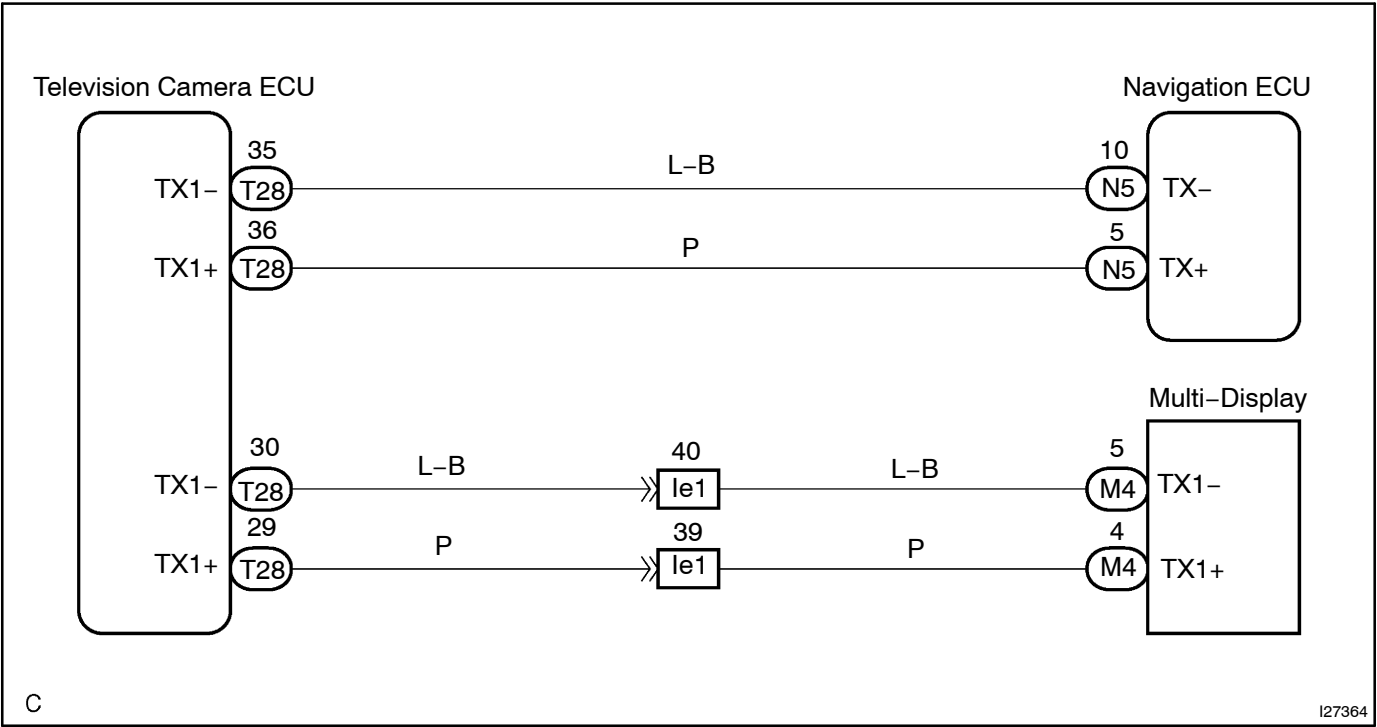 Television Camera ECU
Navigation ECU
35
L−B
10
TX1−
T28
N5
TX−
36
P
5
TX1+
T28
N5
TX+
Multi−Display
30
L−B
40
L−B
5
TX1−
T28
Ie1
M4
TX1−
29
P
39
P
4
TX1+
T28
Ie1
M4
TX1+
C
I27364